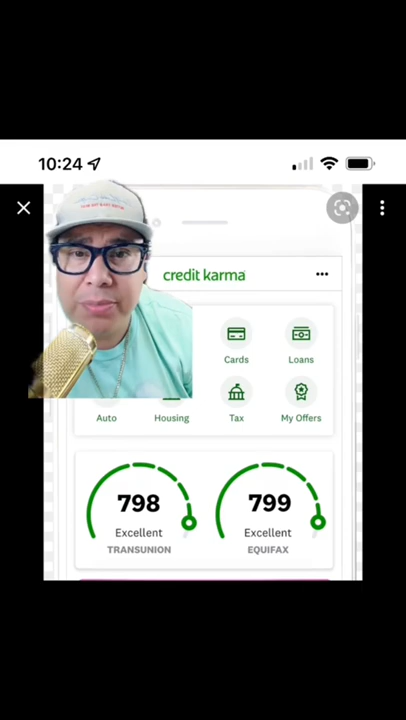 10:24
credit karma
Cards
Loans
Auto
Housing
Tax
My Offers
798
799
Excellent
Excellent
TRANSUNION
EQUIFAX